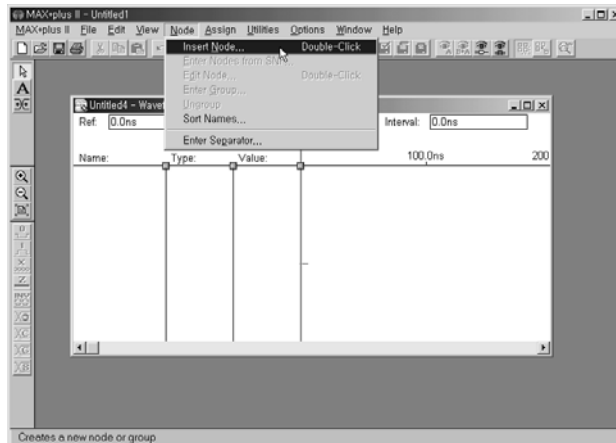 MAX+plus II - Untitled1
MAX+plus II File Edit View Node Assign Utilities Options Window Help
Insert Node... Double-Click
Enter Nodes from SNF...
Edit Node... Double-Click
Enter Group...
Ungroup
Sort Names...
Enter Separator...
Untitled4 - Wavef
Ref: 0.0ns Interval: 0.0ns
Name: Type: Value: 100.0ns 200
Creates a new node or group